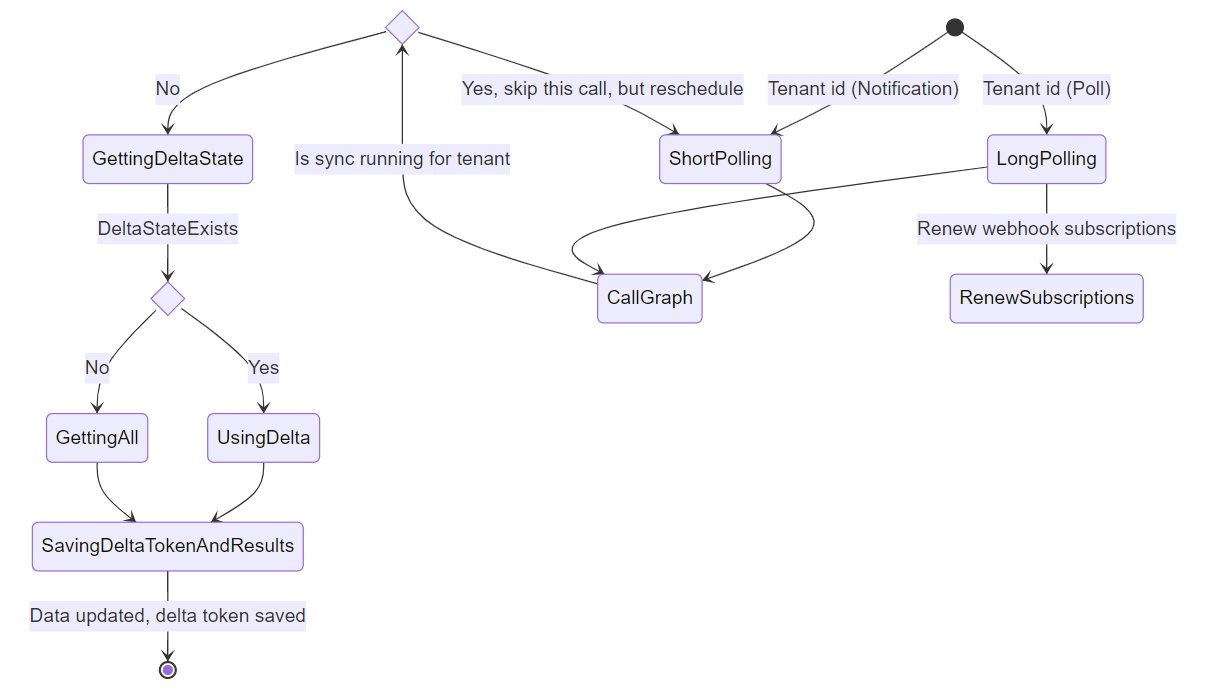 No
Yes, skip this call, but reschedule
Tenant id (Notification)
Tenant id (Poll)
GettingDeltaState
Is sync running for tenant
ShortPolling
LongPolling
DeltaStateExists
Renew webhook subscriptions
CallGraph
RenewSubscriptions
No
Yes
GettingAll
UsingDelta
SavingDeltaTokenAndResults
Data updated, delta token saved